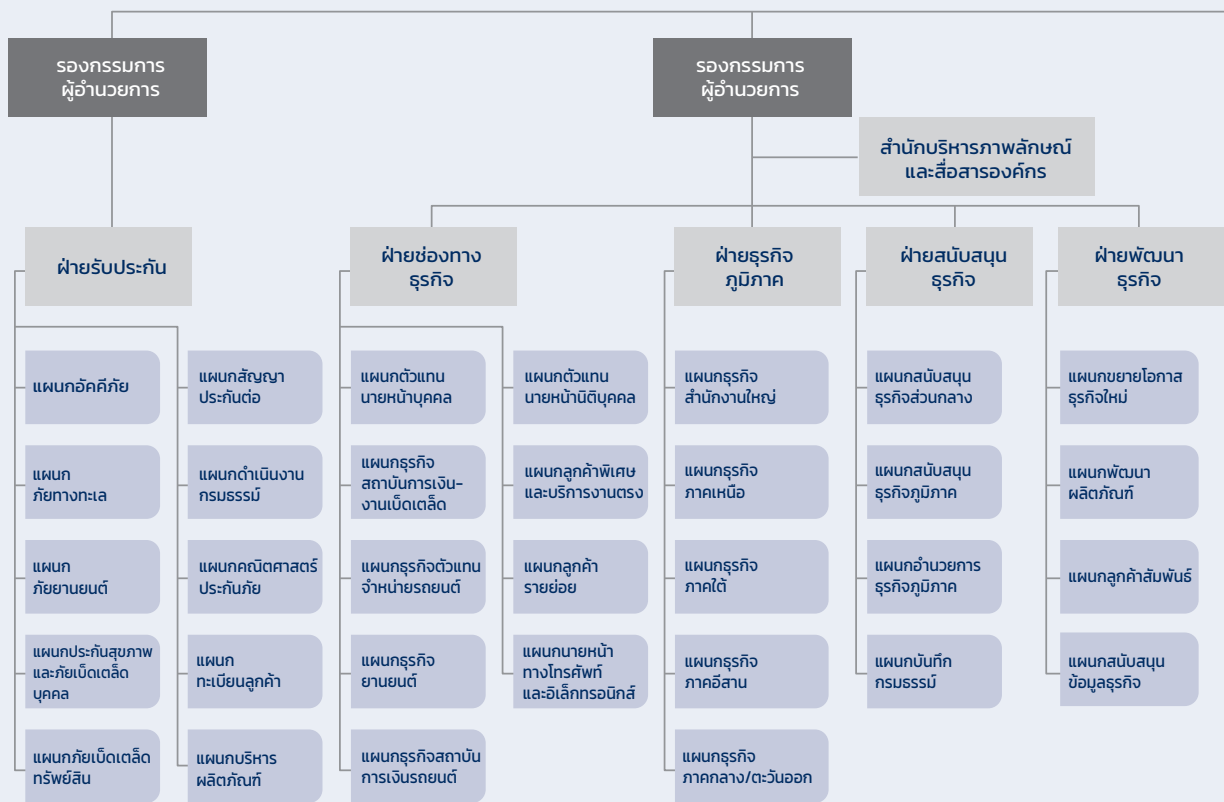 รองกรรมการ
ผู้อำนวยการ
รองกรรมการ
ผู้อำนวยการ
สำนักบริหารภาพลักษณ์
และสื่อสารองค์กร
ฝ่ายรับประกัน
ฝ่ายช่องทาง
ธุรกิจ
ฝ่ายธุรกิจ
ภูมิภาค
ฝ่ายสนับสนุน
ธุรกิจ
ฝ่ายพัฒนา
ธุรกิจ
แผนกอัคคีภัย
แผนก
ภัยทางทะเล
แผนก
ภัยยานยนต์
แผนกประกันสุขภาพ
และภัยเบ็ดเตล็ด
บุคคล
แผนกภัยเบ็ดเตล็ด
ทรัพย์สิน
แผนกสัญญา
ประกันต่อ
แผนกดำเนินงาน
กรมธรรม์
แผนกคณิตศาสตร์
ประกันภัย
แผนก
ทะเบียนลูกค้า
แผนกบริหาร
ผลิตภัณฑ์
แผนกตัวแทน
นายหน้าบุคคล
แผนกธุรกิจ
สถาบันการเงิน-
งานเบ็ดเตล็ด
แผนกธุรกิจตัวแทน
จำหน่ายรถยนต์
แผนกธุรกิจ
ยานยนต์
แผนกธุรกิจสถาบัน
การเงินรถยนต์
แผนกตัวแทน
นายหน้านิติบุคคล
แผนกลูกค้าพิเศษ
และบริการงานตรง
แผนกลูกค้า
รายย่อย
แผนกนายหน้า
ทางโทรศัพท์
และอิเล็กทรอนิกส์
แผนกธุรกิจ
สำนักงานใหญ่
แผนกธุรกิจ
ภาคเหนือ
แผนกธุรกิจ
ภาคใต้
แผนกธุรกิจ
ภาคอีสาน
แผนกธุรกิจ
ภาคกลาง/ตะวันออก
แผนกสนับสนุน
ธุรกิจส่วนกลาง
แผนกสนับสนุน
ธุรกิจภูมิภาค
แผนกอำนวยการ
ธุรกิจภูมิภาค
แผนกบันทึก
กรมธรรม์
แผนกขยายโอกาส
ธุรกิจใหม่
แผนกพัฒนา
ผลิตภัณฑ์
แผนกลูกค้าสัมพันธ์
แผนกสนับสนุน
ข้อมูลธุรกิจ